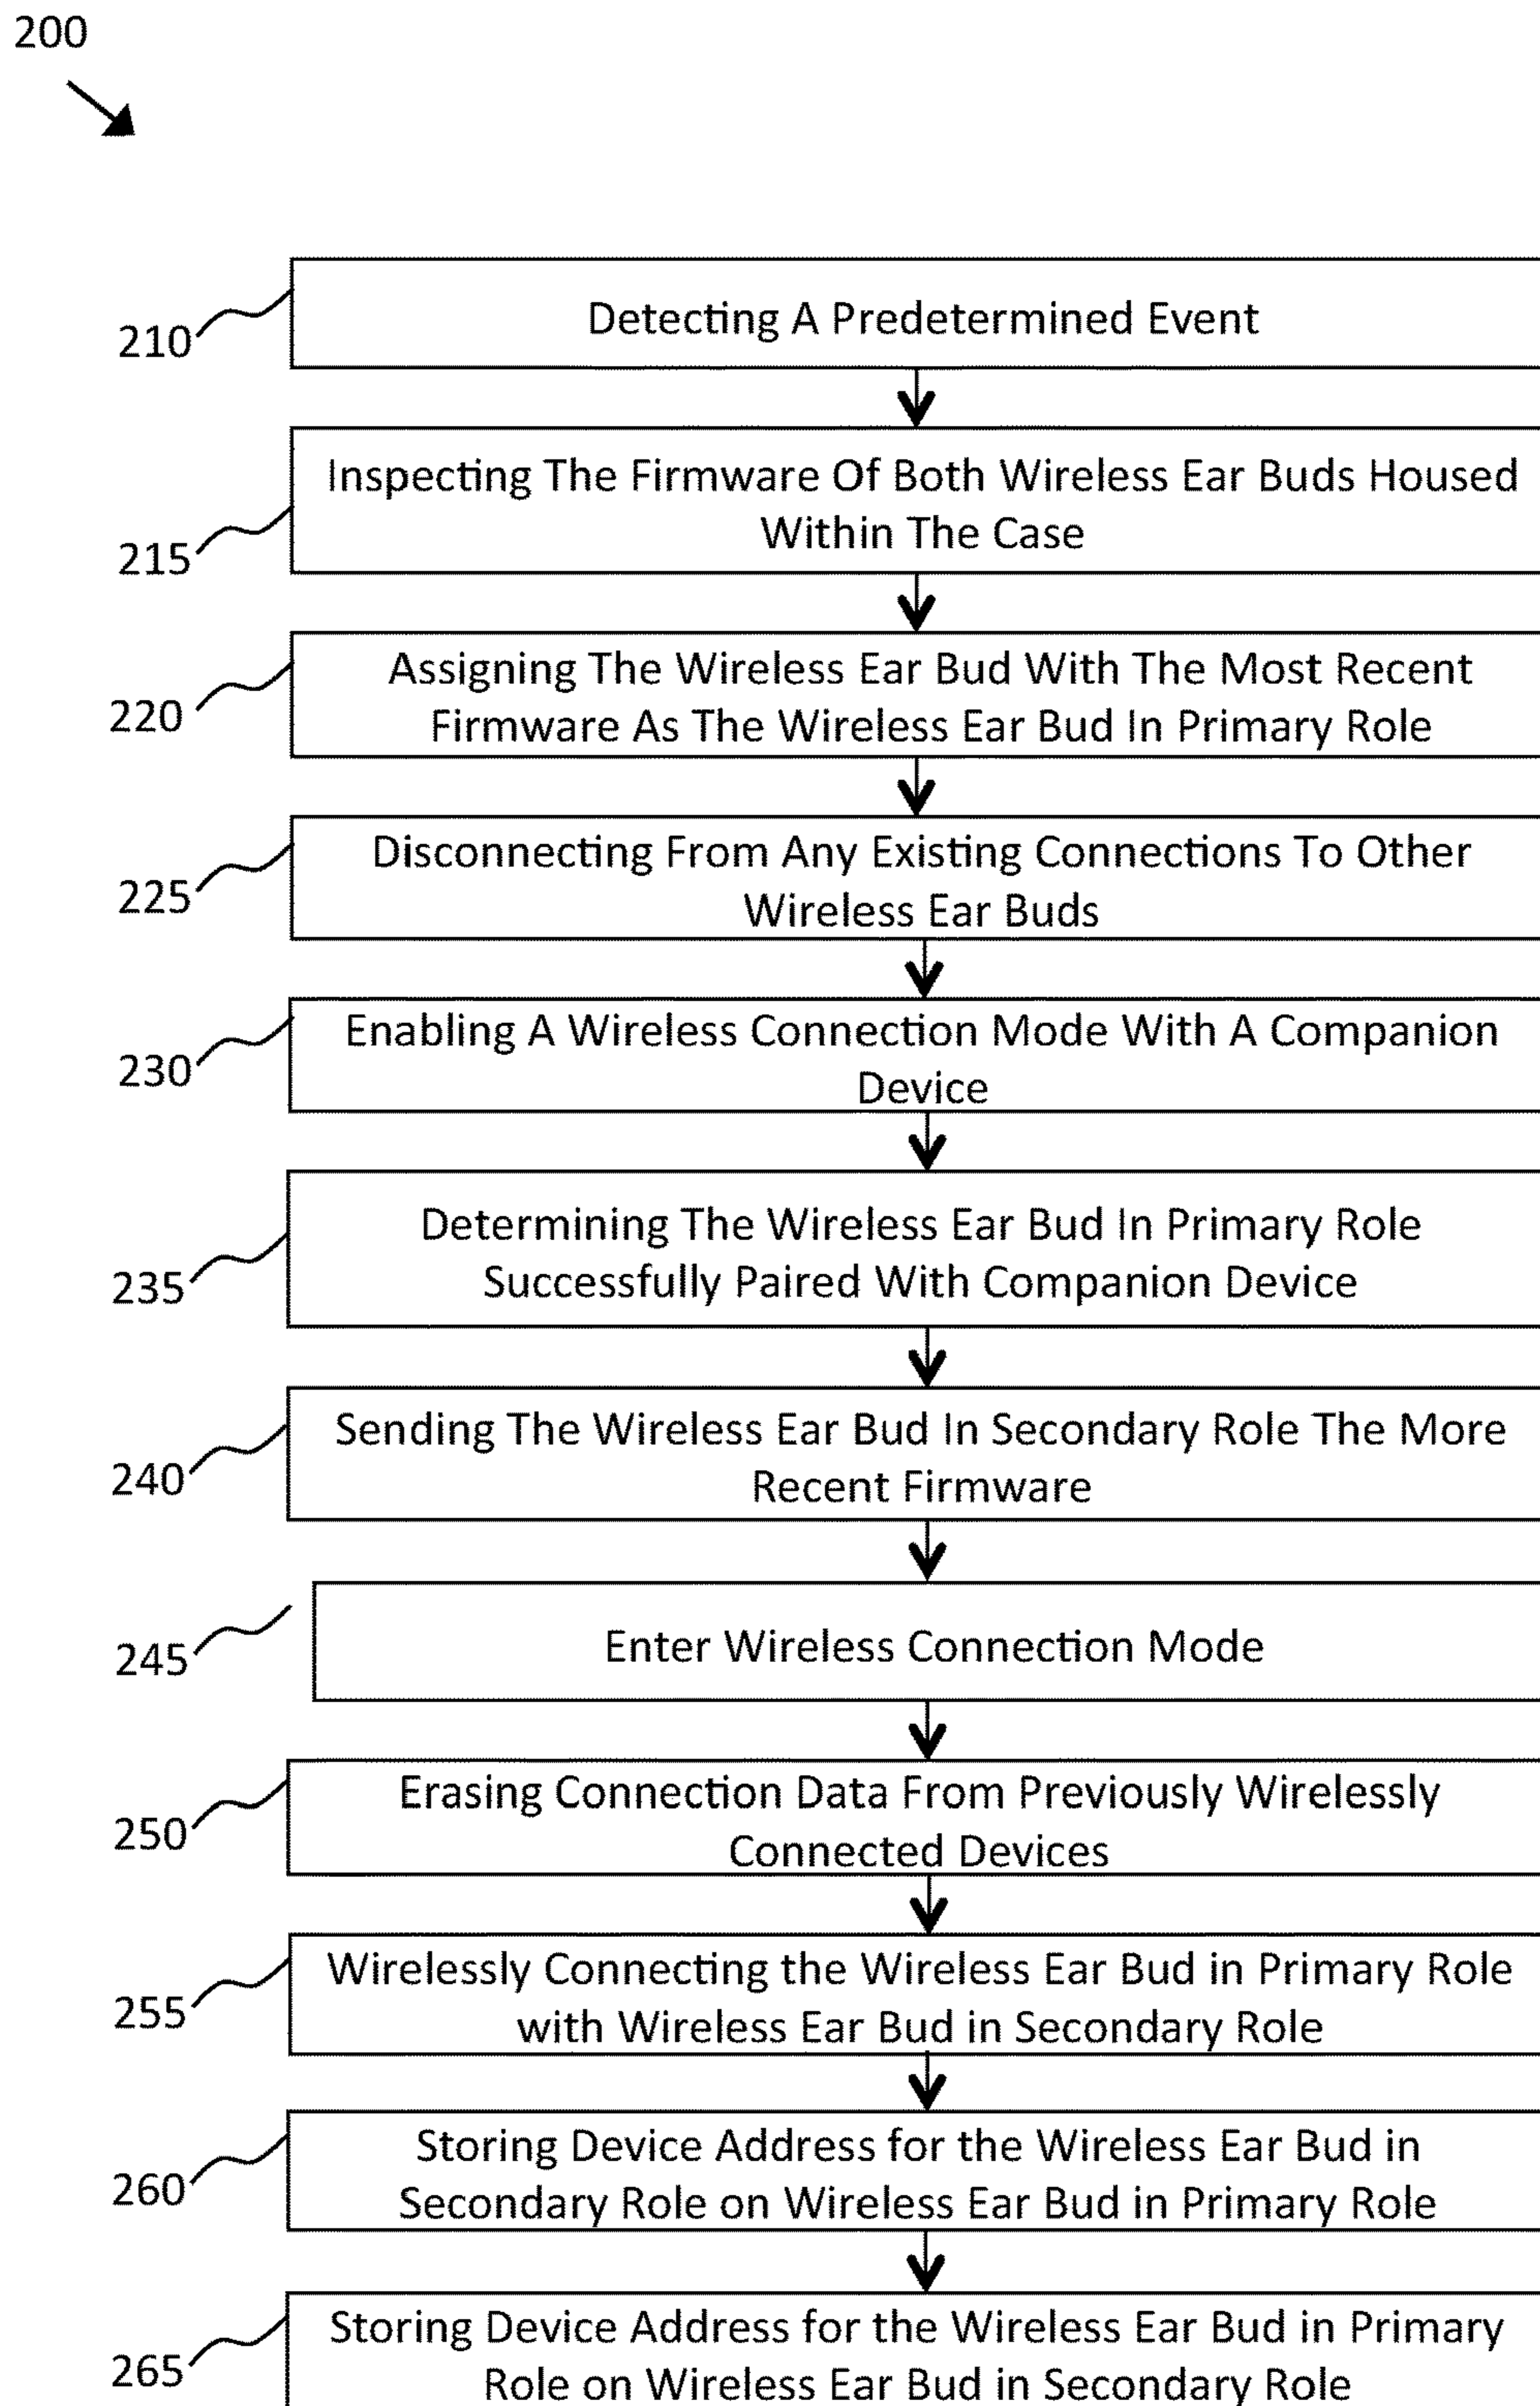 200
210
Detecting A Predetermined Event
215
Inspecting The Firmware Of Both Wireless Ear Buds Housed
Within The Case
220
Assigning The Wireless Ear Bud With The Most Recent
Firmware As The Wireless Ear Bud In Primary Role
225
Disconnecting From Any Existing Connections To Other
Wireless Ear Buds
230
Enabling A Wireless Connection Mode With A Companion
Device
235
Determining The Wireless Ear Bud In Primary Role
Successfully Paired With Companion Device
240
Sending The Wireless Ear Bud In Secondary Role The More
Recent Firmware
245
Enter Wireless Connection Mode
250
Erasing Connection Data From Previously Wirelessly
Connected Devices
255
Wirelessly Connecting the Wireless Ear Bud in Primary Role
with Wireless Ear Bud in Secondary Role
260
Storing Device Address for the Wireless Ear Bud in
Secondary Role on Wireless Ear Bud in Primary Role
265
Storing Device Address for the Wireless Ear Bud in Primary
Role on Wireless Ear Bud in Secondary Role